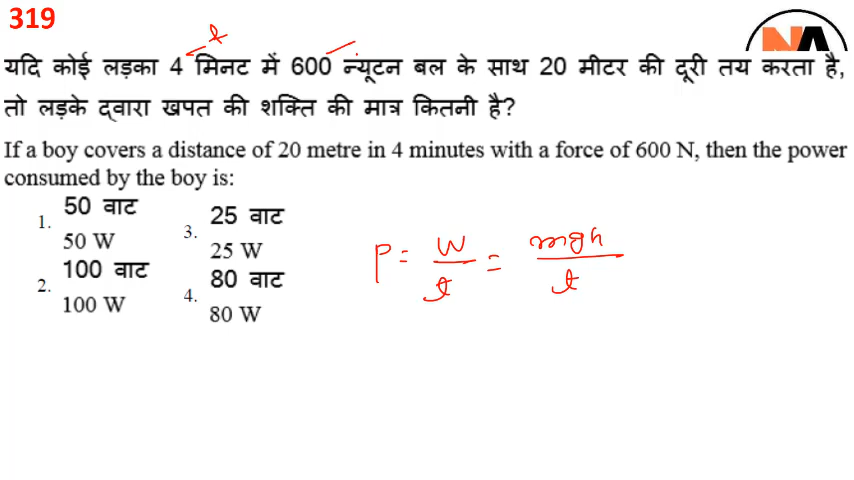 319
t
NA
यदि कोई लड़का 4 मिनट में 600 न्यूटन बल के साथ 20 मीटर की दूरी तय करता है,
तो लड़के द्वारा खपत की शक्ति की मात्र कितनी है?
If a boy covers a distance of 20 metre in 4 minutes with a force of 600 N, then the power
consumed by the boy is:
1. 50 वाट
50 W
2. 100 वाट
100 W
3. 25 वाट
25 W
4. 80 वाट
80 W
P = W/t = mgh/t